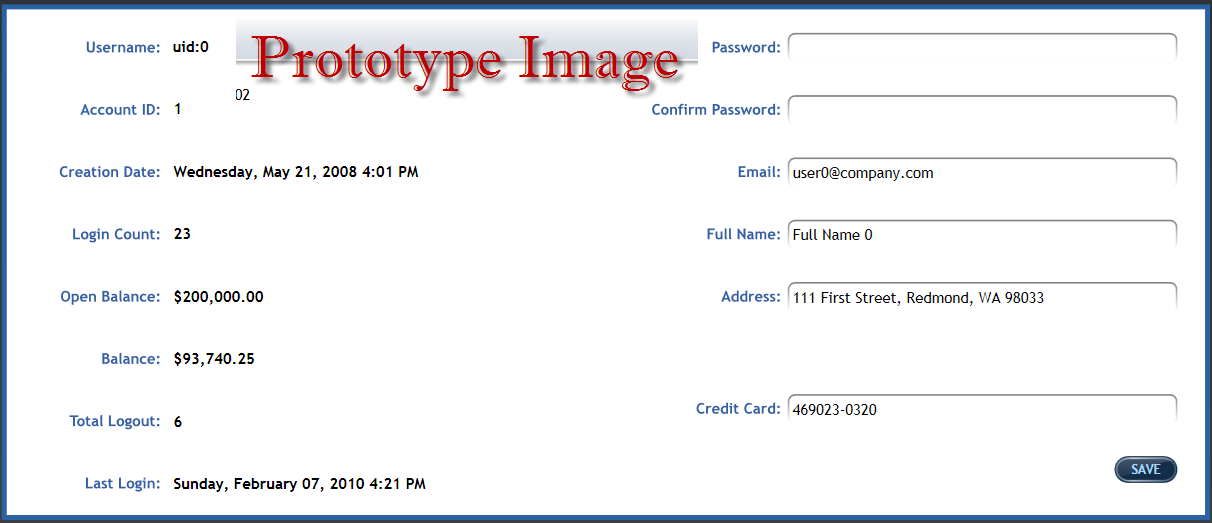 Username: uid:0
Prototype Image
02
Account ID: 1
Creation Date: Wednesday, May 21, 2008 4:01 PM
Login Count: 23
Open Balance: $200,000.00
Balance: $93,740.25
Total Logout: 6
Last Login: Sunday, February 07, 2010 4:21 PM
Password:
Confirm Password:
Email: user0@company.com
Full Name: Full Name 0
Address: 111 First Street, Redmond, WA 98033
Credit Card: 469023-0320
SAVE